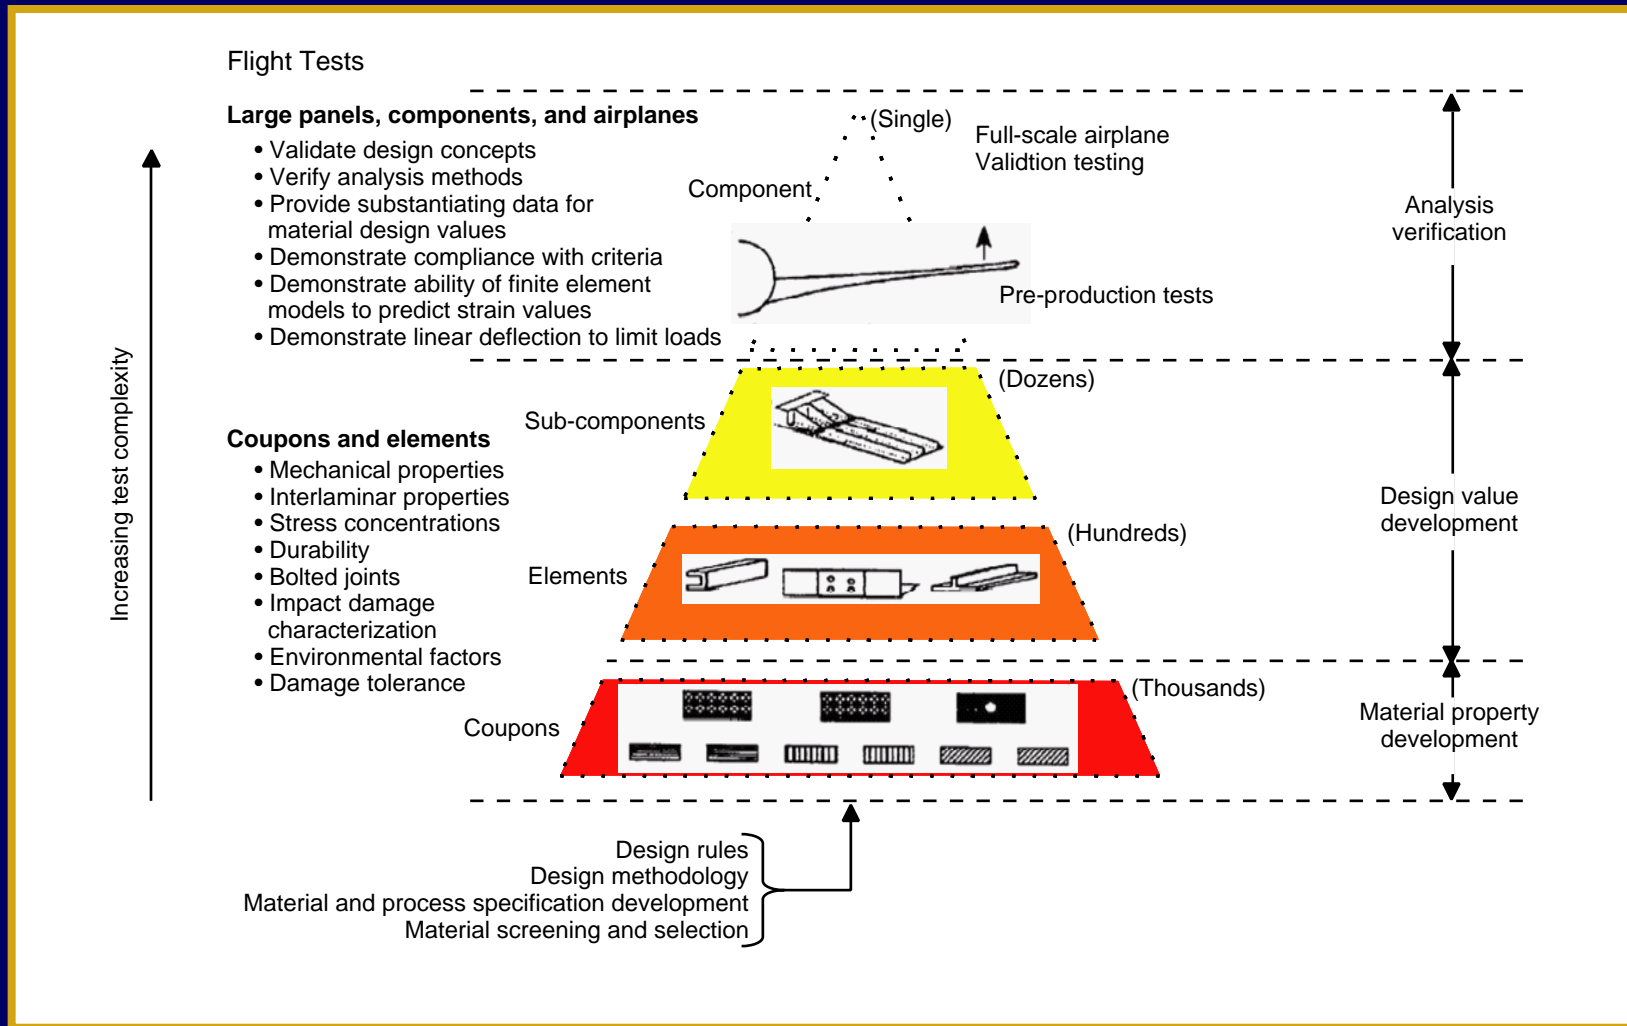 Flight Tests
Large panels, components, and airplanes
• Validate design concepts
• Verify analysis methods
• Provide substantiating data for
material design values
• Demonstrate compliance with criteria
• Demonstrate ability of finite element
models to predict strain values
• Demonstrate linear deflection to limit loads
(Single)
Full-scale airplane
Validtion testing
Component
Pre-production tests
Analysis
verification
Increasing test complexity
Coupons and elements
• Mechanical properties
• Interlaminar properties
• Stress concentrations
• Durability
• Bolted joints
• Impact damage
characterization
• Environmental factors
• Damage tolerance
(Dozens)
Sub-components
Design value
development
(Hundreds)
Elements
(Thousands)
Coupons
Material property
development
Design rules
Design methodology
Material and process specification development
Material screening and selection